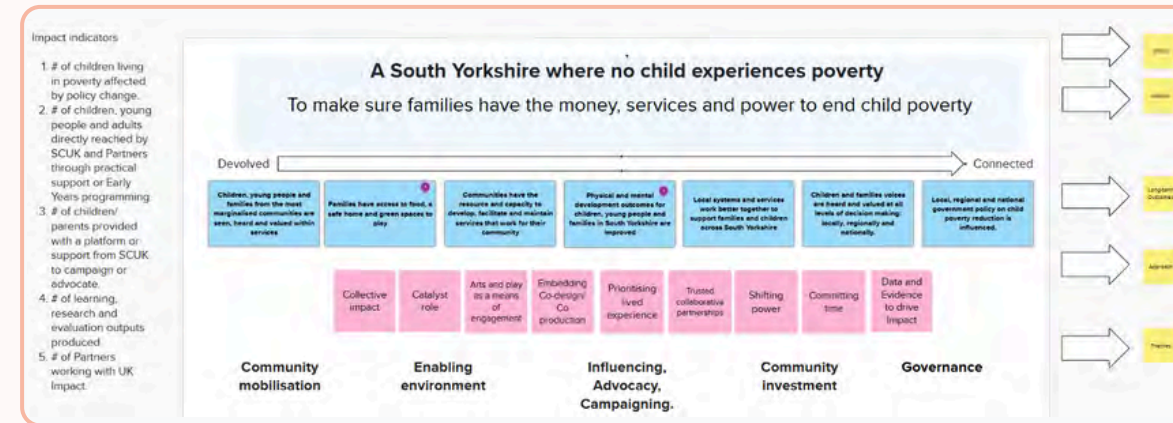 Impact indicators
1. # of children living
in poverty affected
by policy change.
2. # of children, young
people and adults
directly reached by
SCUK and Partners
through practical
support or Early
Years programming
3. # of children/
parents provided
with a platform or
support from SCUK
to campaign or
advocate.
4. # of learning,
research and
evaluation outputs
produced
5. # of Partners
working with UK
Impact
A South Yorkshire where no child experiences poverty
To make sure families have the money, services and power to end child poverty
Devolved
Connected
Children, young people and
families from the most
marginalised communities are
seen, heard and valued within
services
Families have access to food, a
safe home and green spaces to
play
Communities have the
resource and capacity to
develop, facilitate and maintain
services that work for their
community
Physical and mental
development outcomes for
children, young people and
families in South Yorkshire are
improved
Local systems and services
work better together to
support families and children
across South Yorkshire
Children and families voices
are heard and valued at all
levels of decision making:
locally, regionally and
nationally.
Local, regional and national
government policy on child
poverty reduction is
influenced.
Collective
impact
Catalyst
role
Arts and play
as a means
of
engagement
Embedding
Co-design/
Co
production
Prioritising
lived
experience
Trusted
collaborative
partnerships
Shifting
power
Committing
time
Data and
Evidence
to drive
Impact
Community
mobilisation
Enabling
environment
Influencing,
Advocacy,
Campaigning.
Community
investment
Governance
Longterm
Outcomes